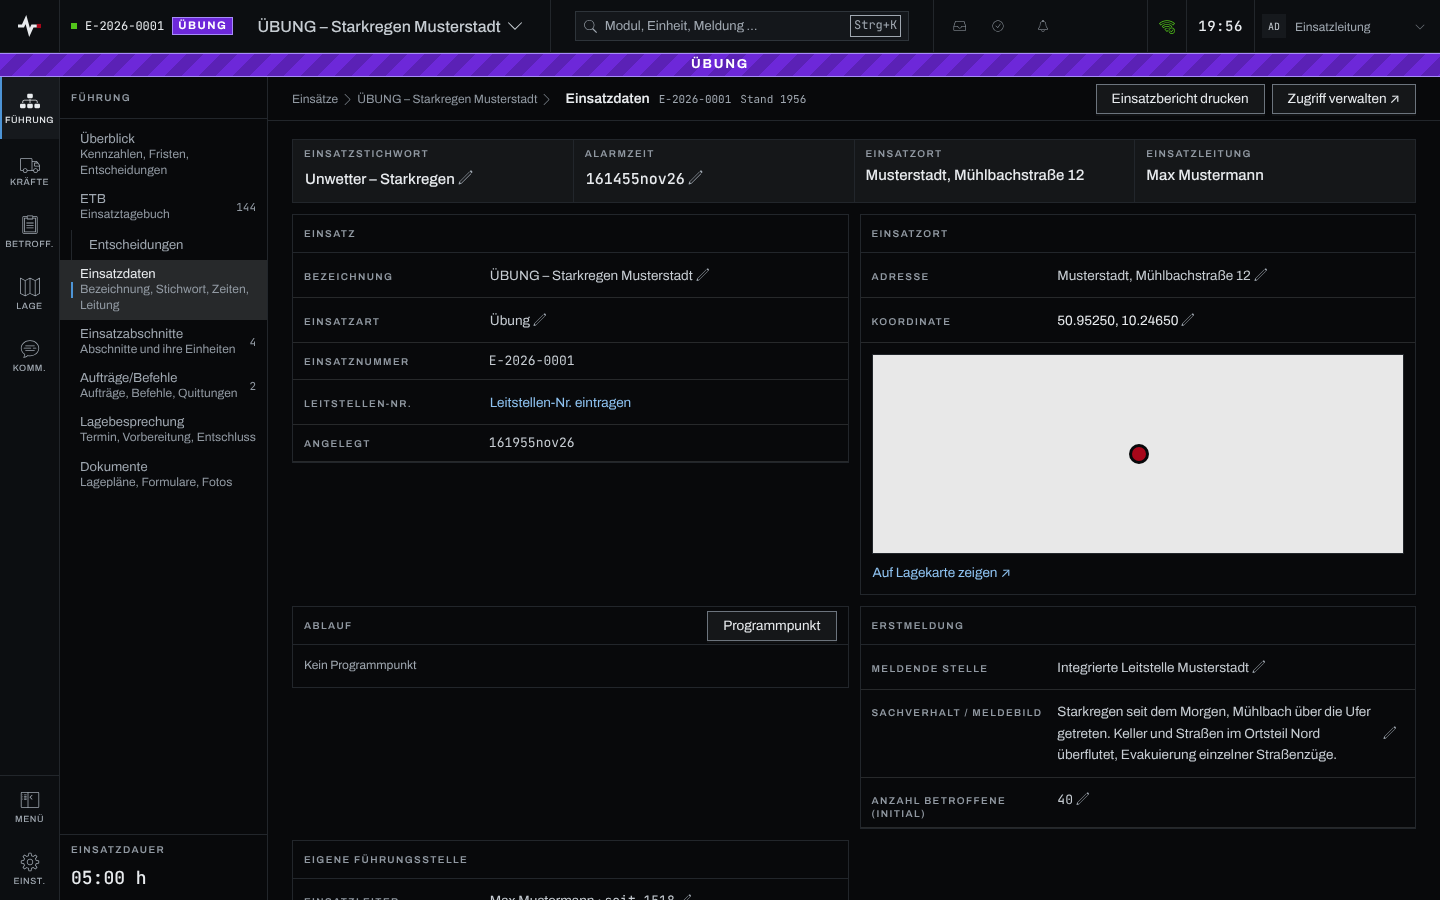 E-2026-0001 ÜBUNG
ÜBUNG – Starkregen Musterstadt
Modul, Einheit, Meldung ... Strg+K
19:56
AD Einsatzleitung
ÜBUNG
FÜHRUNG
KRÄFTE
BETROFF.
LAGE
KOMM.
MENÜ
EINST.
FÜHRUNG
Überblick
Kennzahlen, Fristen,
Entscheidungen
ETB
Einsatztagebuch
144
Entscheidungen
Einsatzdaten
Bezeichnung, Stichwort, Zeiten,
Leitung
Einsatzabschnitte
Abschnitte und ihre Einheiten
4
Aufträge/Befehle
Aufträge, Befehle, Quittungen
2
Lagebesprechung
Termin, Vorbereitung, Entschluss
Dokumente
Lagepläne, Formulare, Fotos
EINSATZDAUER
05:00 h
Einsätze ÜBUNG – Starkregen Musterstadt Einsatzdaten E-2026-0001 Stand 1956
Einsatzbericht drucken
Zugriff verwalten ↗
EINSATZSTICHWORT
Unwetter – Starkregen
ALARMZEIT
161455nov26
EINSATZORT
Musterstadt, Mühlbachstraße 12
EINSATZLEITUNG
Max Mustermann
EINSATZ
BEZEICHNUNG ÜBUNG – Starkregen Musterstadt
EINSATZART Übung
EINSATZNUMMER E-2026-0001
LEITSTELLEN-NR. Leitstellen-Nr. eintragen
ANGELEGT 161955nov26
EINSATZORT
ADRESSE Musterstadt, Mühlbachstraße 12
KOORDINATE 50.95250, 10.24650
Auf Lagekarte zeigen ↗
ABLAUF
Programmpunkt
Kein Programmpunkt
ERSTMELDUNG
MELDENDE STELLE Integrierte Leitstelle Musterstadt
SACHVERHALT / MELDEBILD Starkregen seit dem Morgen, Mühlbach über die Ufer
getreten. Keller und Straßen im Ortsteil Nord
überflutet, Evakuierung einzelner Straßenzüge.
ANZAHL BETROFFENE
(INITIAL)
40
EIGENE FÜHRUNGSSTELLE
EINSATZLEITER Max Mustermann · seit 1518